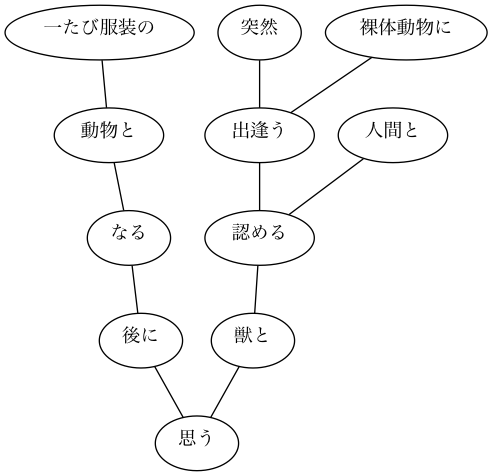 一たび服装の
突然
裸体動物に
動物と
出逢う
人間と
なる
認める
後に
獣と
思う